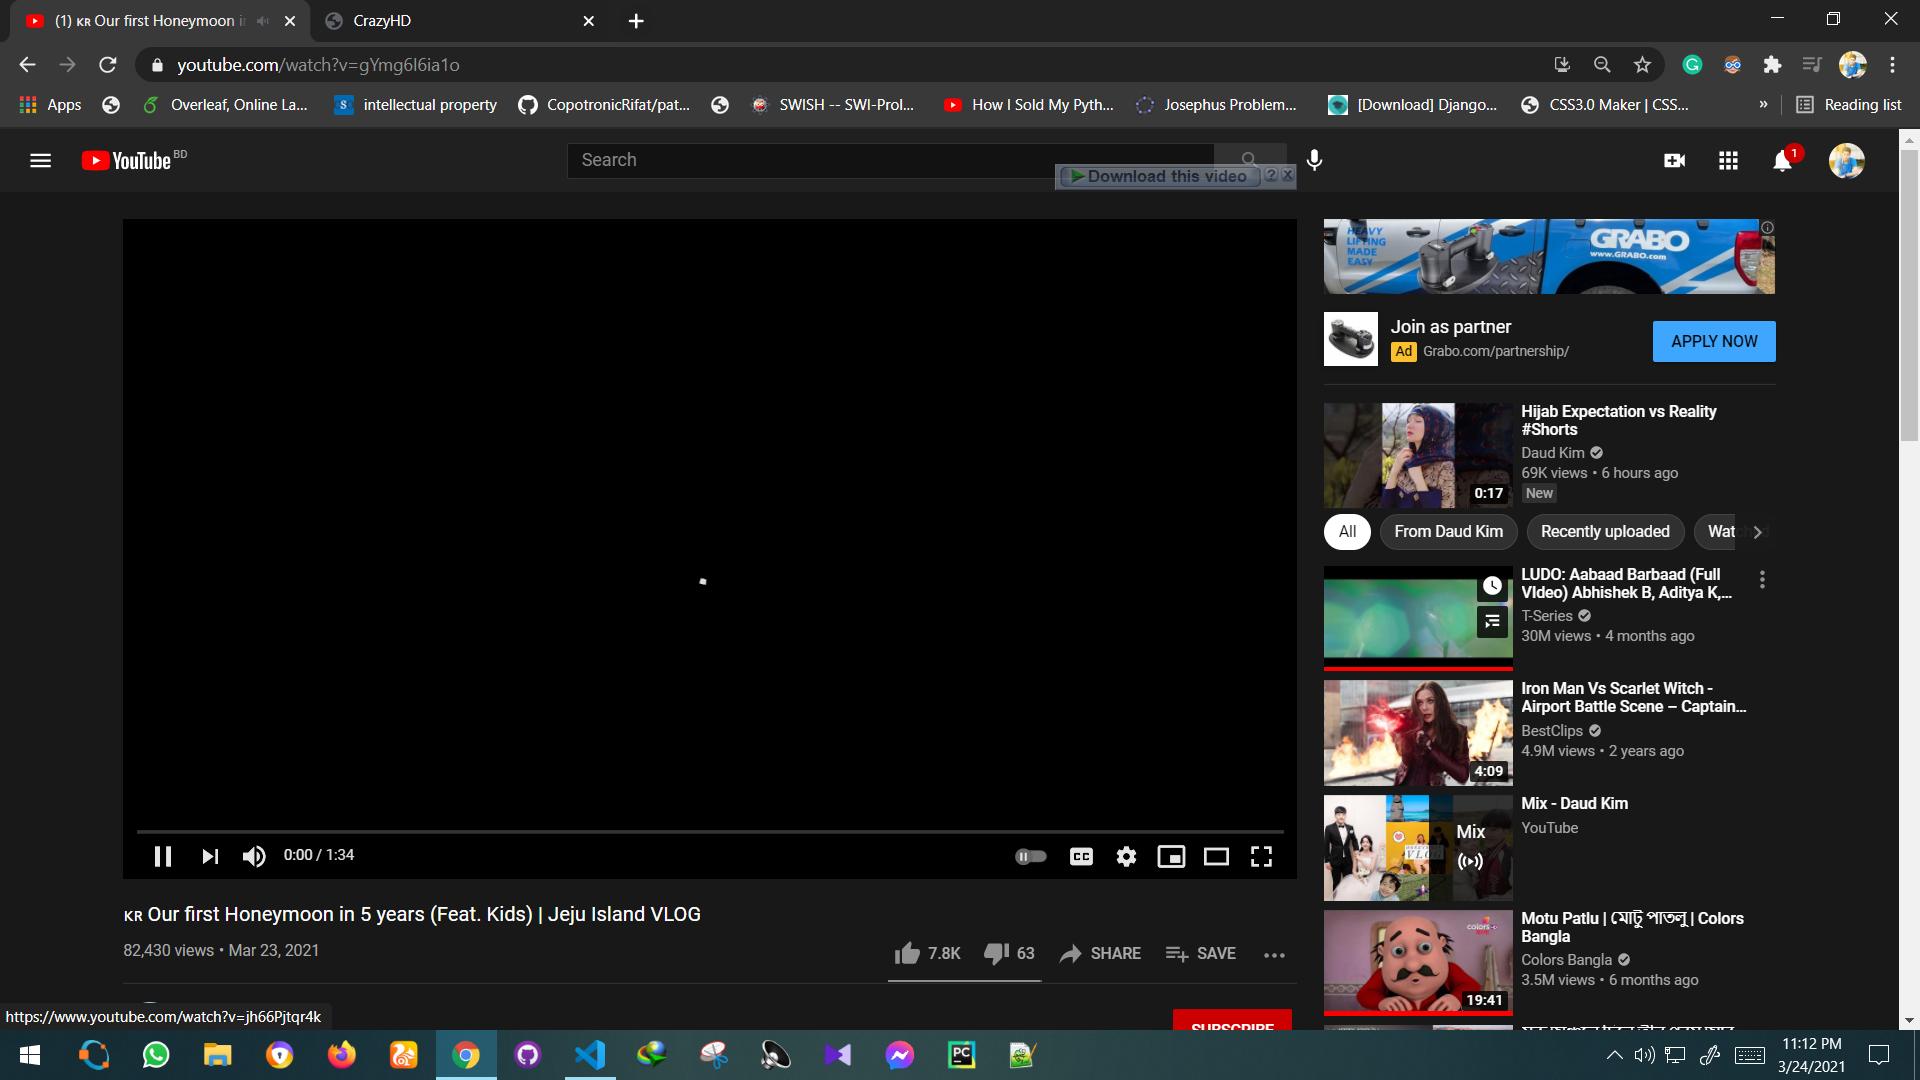 (1) ᴋʀ Our first Honeymoon in
CrazyHD
youtube.com/watch?v=gYmg6I6ia1o
Apps
Overleaf, Online La...
intellectual property
CopotronicRifat/pat...
SWISH -- SWI-Prol...
How I Sold My Pyth...
Josephus Problem...
[Download] Django...
CSS3.0 Maker | CSS...
»
Reading list
YouTube BD
Search
Download this video
1
HEAVY
LIFTING
MADE
EASY
GRABO
www.GRABO.com
Join as partner
Ad Grabo.com/partnership/
APPLY NOW
Hijab Expectation vs Reality
#Shorts
Daud Kim
69K views • 6 hours ago
New
0:17
All
From Daud Kim
Recently uploaded
LUDO: Aabaad Barbaad (Full
VIdeo) Abhishek B, Aditya K,...
T-Series
30M views • 4 months ago
Iron Man Vs Scarlet Witch -
Airport Battle Scene – Captain...
BestClips
4.9M views • 2 years ago
4:09
Mix - Daud Kim
YouTube
Mix
Motu Patlu | মোটু পাতলু | Colors
Bangla
Colors Bangla
3.5M views • 6 months ago
19:41
0:00 / 1:34
CC
ᴋʀ Our first Honeymoon in 5 years (Feat. Kids) | Jeju Island VLOG
82,430 views • Mar 23, 2021
7.8K
63
SHARE
SAVE
SUBSCRIBE
https://www.youtube.com/watch?v=jh66Pjtqr4k
PC
11:12 PM
3/24/2021